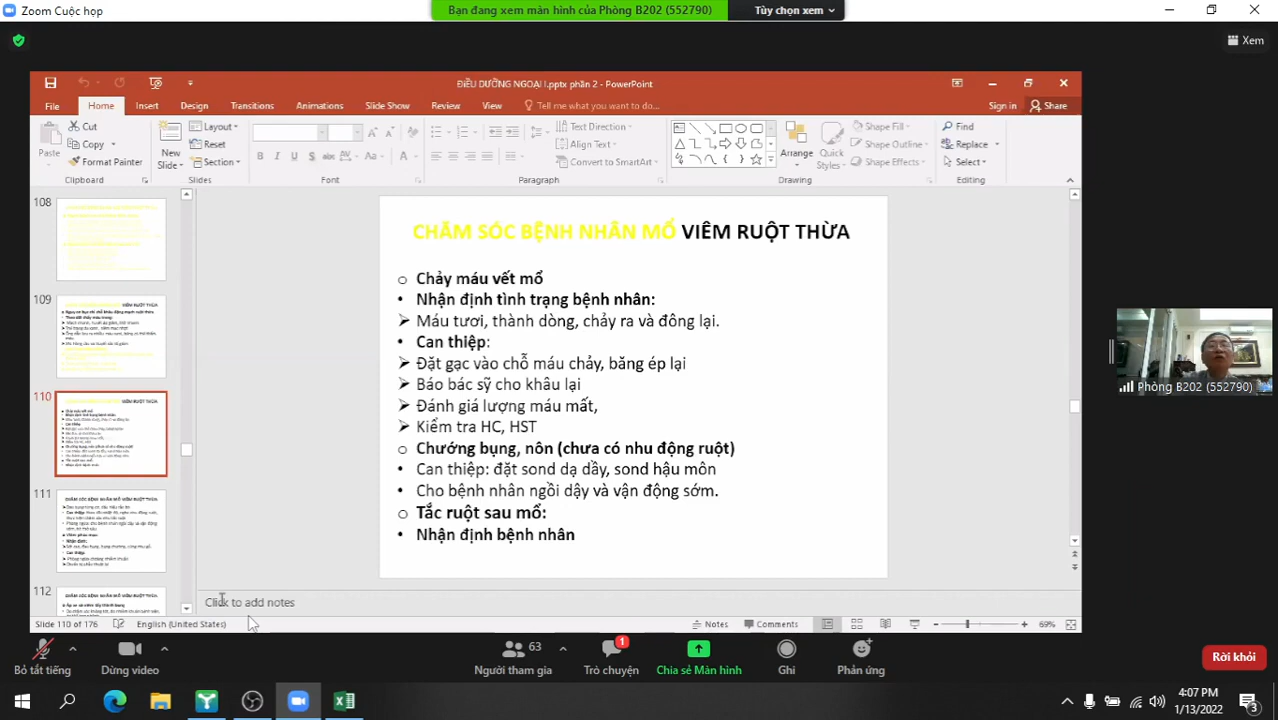 Zoom Cuộc họp
Bạn đang xem màn hình của Phòng B202 (552790)
Tùy chọn xem
Xem
ĐIỀU DƯỠNG NGOẠI I.pptx phần 2 - PowerPoint
File Home Insert Design Transitions Animations Slide Show Review View Tell me what you want to do... Sign in Share
Paste Cut Copy Format Painter
Clipboard
New Slide Layout Reset Section
Slides
Font
Text Direction Align Text Convert to SmartArt
Paragraph
Arrange Quick Styles Shape Fill Shape Outline Shape Effects
Drawing
Find Replace Select
Editing
108
109
110
111
CHĂM SÓC BỆNH NHÂN MỔ VIÊM RUỘT THỪA
112
CHĂM SÓC BỆNH NHÂN MỔ VIÊM RUỘT THỪA
o Chảy máu vết mổ
• Nhận định tình trạng bệnh nhân:
➢ Máu tươi, thành dòng, chảy ra và đông lại.
• Can thiệp:
➢ Đặt gạc vào chỗ máu chảy, băng ép lại
➢ Báo bác sỹ cho khâu lại
➢ Đánh giá lượng máu mất,
➢ Kiểm tra HC, HST
o Chướng bụng, nôn (chưa có nhu động ruột)
• Can thiệp: đặt sond dạ dầy, sond hậu môn
• Cho bệnh nhân ngồi dậy và vận động sớm.
o Tắc ruột sau mổ:
• Nhận định bệnh nhân
Click to add notes
Slide 110 of 176 English (United States) Notes Comments 69%
Phòng B202 (552790)
Bỏ tắt tiếng
Dừng video
63
Người tham gia
1
Trò chuyện
Chia sẻ Màn hình
Ghi
Phản ứng
Rời khỏi
4:07 PM
1/13/2022
3